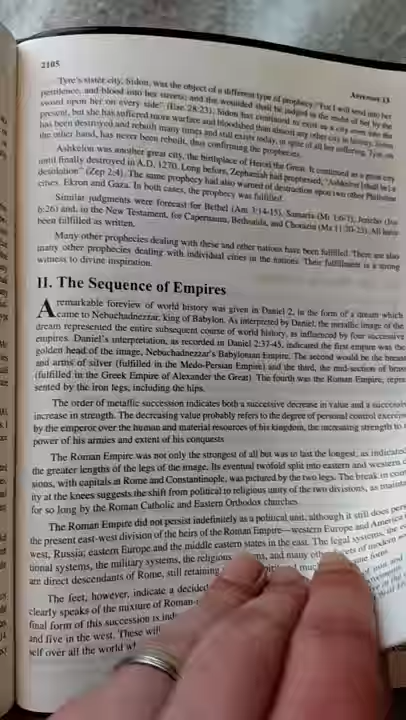 2105
APPENDIX 13
Tyre's sister city, Sidon, was the object of a different type of prophecy. "For I will send into her
pestilence, and blood into her streets; and the wounded shall be judged in the midst of her by the
sword upon her on every side" (Eze. 28:23). Sidon has continued to exist as a city even into the
present, but she has suffered more warfare and bloodshed than almost any other city in history. Sidon
has been destroyed and rebuilt many times and still exists today, in spite of all her suffering. Tyre, on
the other hand, has never been rebuilt, thus confirming the prophecies.
Ashkelon was another great city, the birthplace of Herod the Great. It continued as a great city
until finally destroyed in A.D. 1270. Long before, Zephaniah had prophesied, "Ashkelon [shall be] a
desolation" (Zep 2:4). The same prophecy had also warned of destruction upon two other Philistine
cities, Ekron and Gaza. In both cases, the prophecy was fulfilled.
Similar judgments were forecast for Bethel (Am 3:14-15), Samaria (Mi 1:6-7), Jericho (Jos
6:26) and, in the New Testament, for Capernaum, Bethsaida, and Chorazin (Ma 11:20-23). All have
been fulfilled as written.
Many other prophecies dealing with these and other nations have been fulfilled. There are also
many other prophecies dealing with individual cities in the nations. Their fulfillment is a strong
witness to divine inspiration.
II. The Sequence of Empires
A remarkable foreview of world history was given in Daniel 2, in the form of a dream which
came to Nebuchadnezzar, king of Babylon. As interpreted by Daniel, the metallic image of the
dream represented the entire subsequent course of world history, as influenced by four successive
empires. Daniel's interpretation, as recorded in Daniel 2:37-45, indicated the first empire was the
golden head of the image, Nebuchadnezzar's Babylonian Empire. The second would be the breast
and arms of silver (fulfilled in the Medo-Persian Empire) and the third, the mid-section of brass
(fulfilled in the Greek Empire of Alexander the Great). The fourth was the Roman Empire, repre
sented by the iron legs, including the hips.
The order of metallic succession indicates both a successive decrease in value and a successive
increase in strength. The decreasing value probably refers to the degree of personal control exercised
by the emperor over the human and material resources of his kingdom, the increasing strength to
power of his armies and extent of his conquests
The Roman Empire was not only the strongest of all but was to last the longest, as indicated
the greater lengths of the legs of the image. Its eventual twofold split into eastern and western
sions, with capitals at Rome and Constantinople, was pictured by the two legs. The break in
ity at the knees suggests the shift from political to religious unity of the two divisions, as
for so long by the Roman Catholic and Eastern Orthodox churches.
The Roman Empire did not persist indefinitely as a political unit, although it still does
the present east-west division of the heirs of the Roman Empire—western Europe and America
west, Russia; eastern Europe and the middle eastern states in the east. The legal systems, the
tional systems, the military systems, the religious and many other facets of modern
are direct descendants of Rome, still retaining
The feet, however, indicate a decided
clearly speaks of the mixture of Roman
final form of this succession is
and five in the west. These will
self over all the world